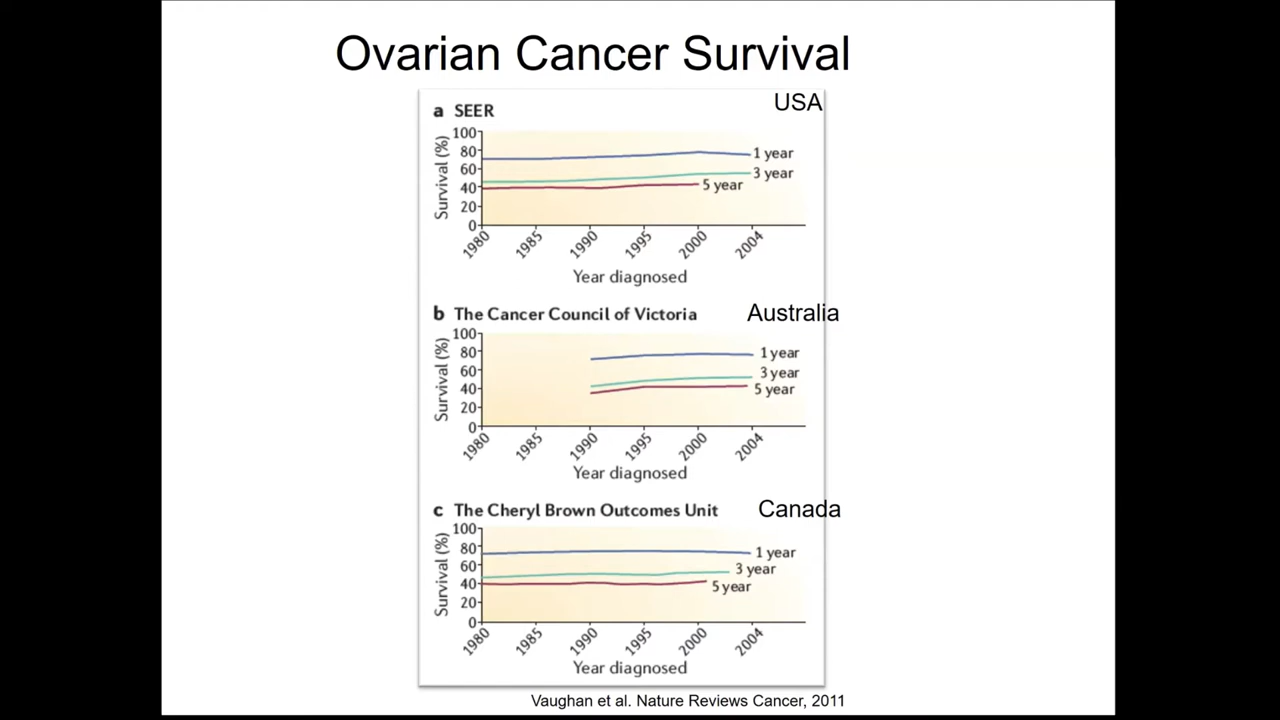 Ovarian Cancer Survival
USA
a SEER
Survival (%)
100
80
60
40
20
0
1 year
3 year
5 year
1980 1985 1990 1995 2000 2004
Year diagnosed
b The Cancer Council of Victoria
Australia
Survival (%)
100
80
60
40
20
0
1 year
3 year
5 year
1980 1985 1990 1995 2000 2004
Year diagnosed
c The Cheryl Brown Outcomes Unit
Canada
Survival (%)
100
80
60
40
20
0
1 year
3 year
5 year
1980 1985 1990 1995 2000 2004
Year diagnosed
Vaughan et al. Nature Reviews Cancer, 2011